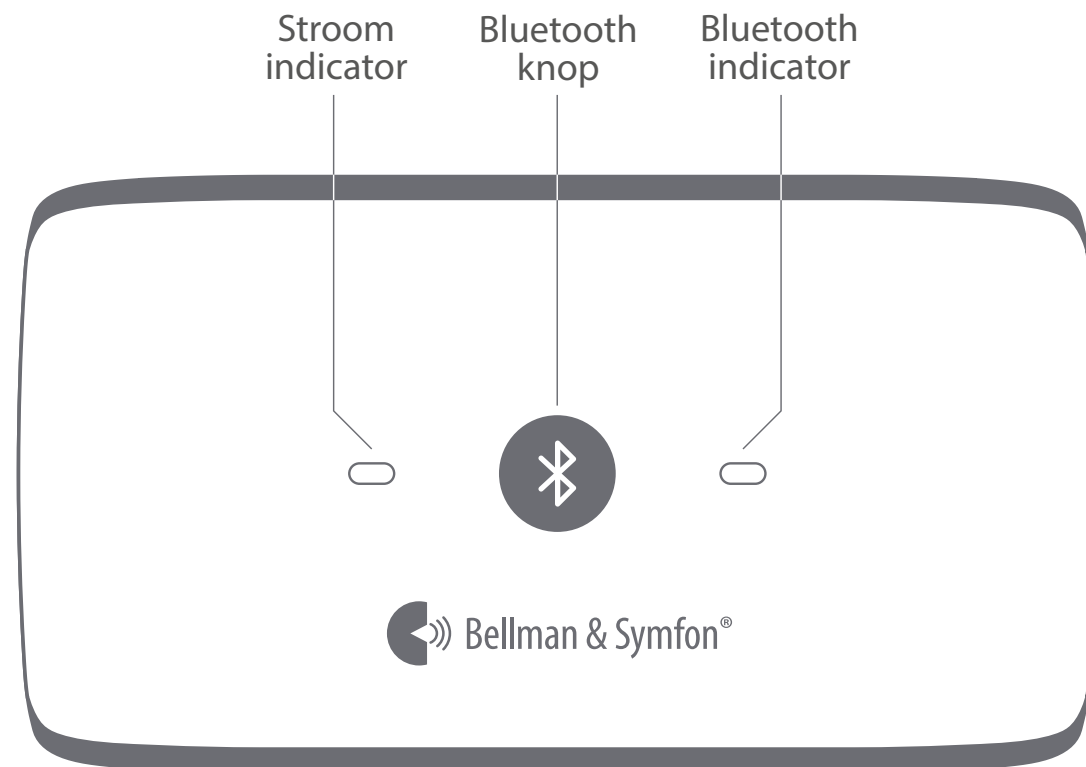 Stroom
indicator
Bluetooth
knop
Bluetooth
indicator
Bellman & Symfon®